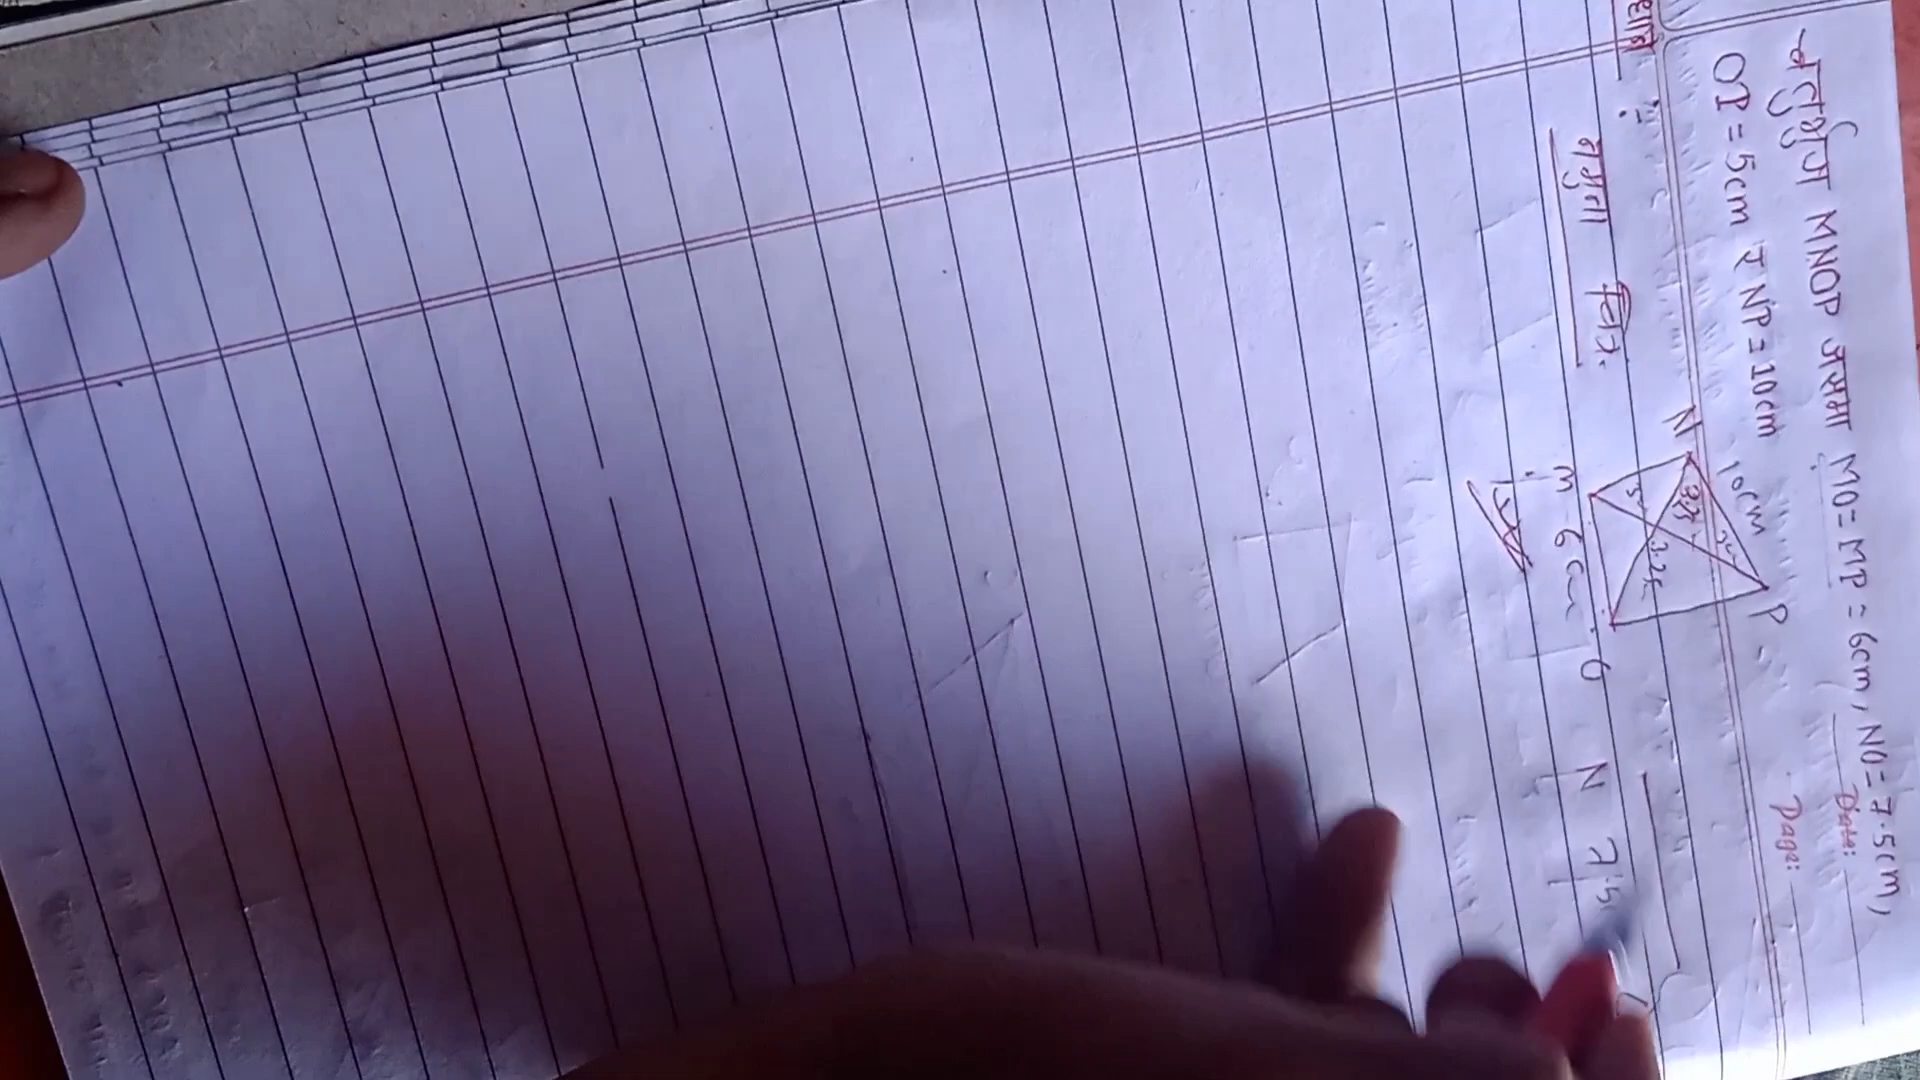 चतुर्भुज MNOP जसमा MO = MP = 6cm, NO = 7.5cm,
OP = 5cm र NP = 10cm
Date:
Page:
नमुना चित्र.
N
10cm
P
M 6cm O
N 7.5